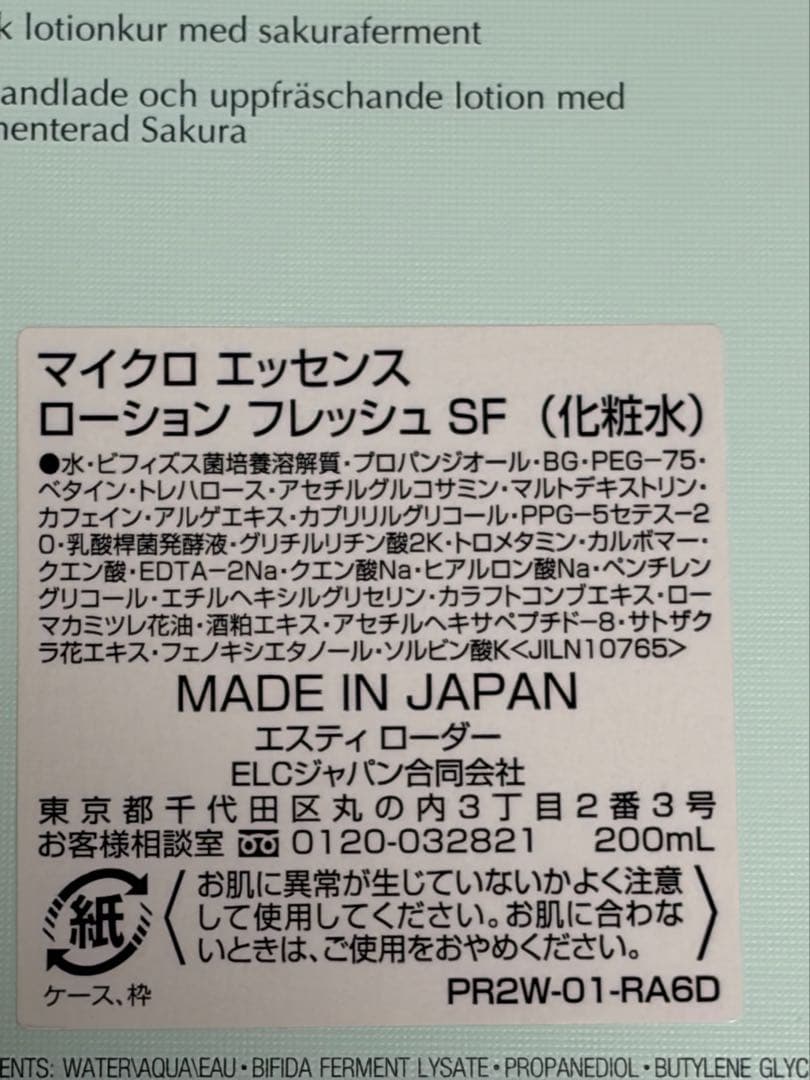 k lotionkur med sakuraferment
andlade och uppfräschande lotion med
menterad Sakura
マイクロ エッセンス
ローション フレッシュ SF (化粧水)
●水・ビフィズス菌培養溶解質・プロパンジオール・BG・PEG-75・
ベタイン・トレハロース・アセチルグルコサミン・マルトデキストリン・
カフェイン・アルゲエキス・カプリリルグリコール・PPG-5セテス-2
0・乳酸桿菌発酵液・グリチルリチン酸2K・トロメタミン・カルボマー・
クエン酸・EDTA-2Na・クエン酸Na・ヒアルロン酸Na・ペンチレン
グリコール・エチルヘキシルグリセリン・カラフトコンブエキス・ロー
マカミツレ花油・酒粕エキス・アセチルヘキサペプチド-8・サトザク
ラ花エキス・フェノキシエタノール・ソルビン酸K<JILN10765>
MADE IN JAPAN
エスティ ローダー
ELCジャパン合同会社
東京都千代田区丸の内3丁目2番3号
お客様相談室 0120-032821 200mL
紙
お肌に異常が生じていないかよく注意
して使用してください。お肌に合わな
いときは、ご使用をおやめください。
ケース、枠
PR2W-01-RA6D
ENTS: WATER\AQUA\EAU • BIFIDA FERMENT LYSATE • PROPANEDIOL • BUTYLENE GLYC